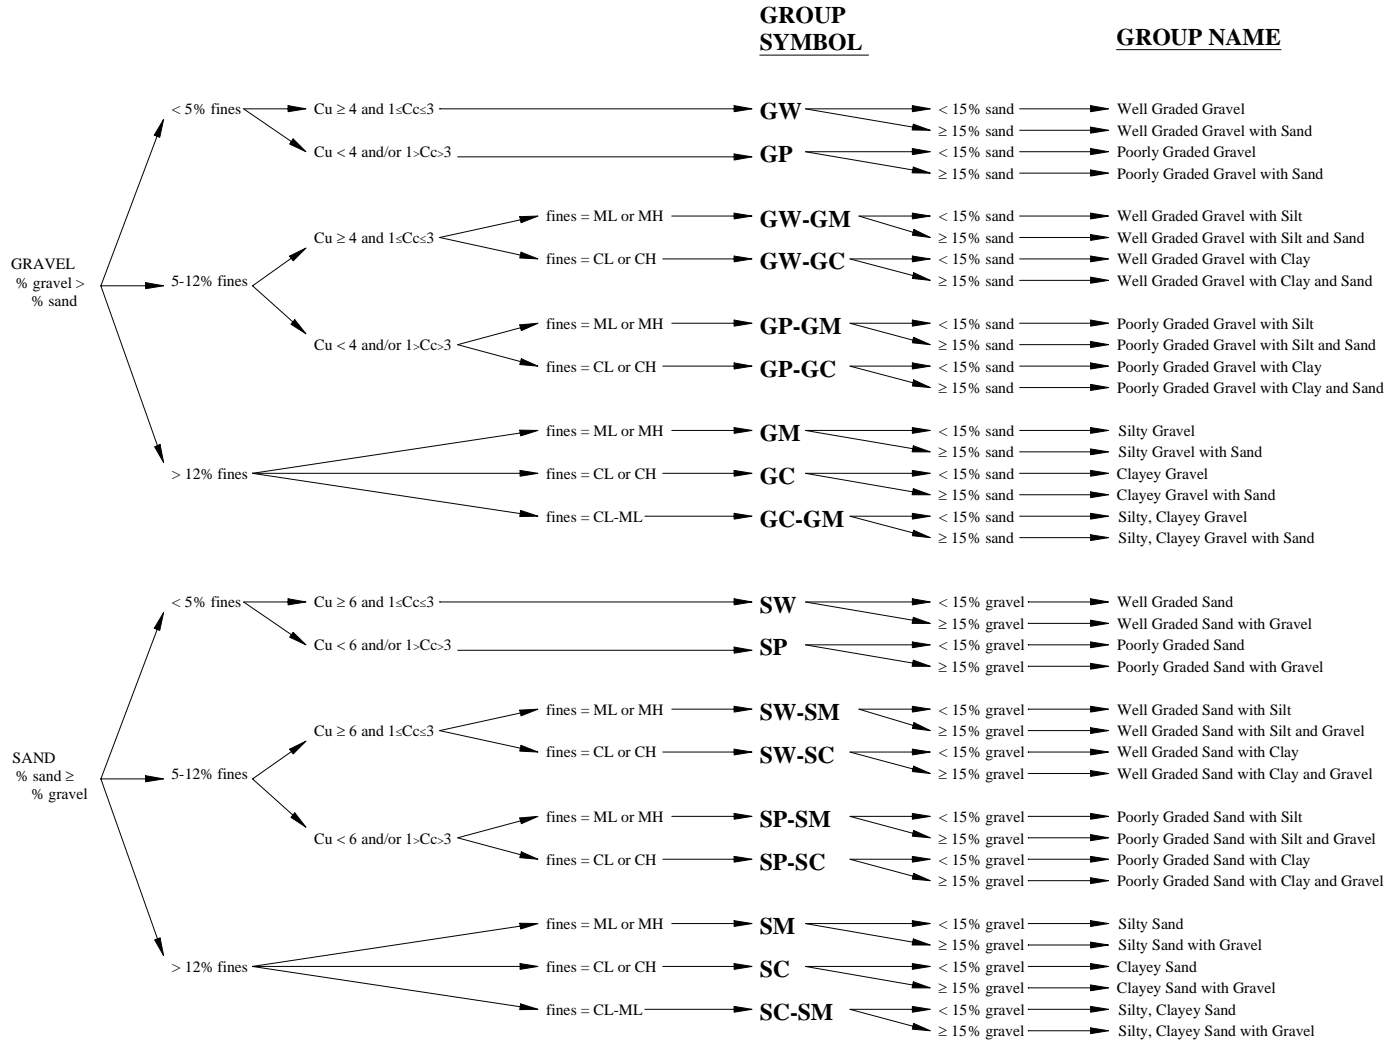 GROUP
SYMBOL
GROUP NAME
< 5% fines
Cu ≥ 4 and 1≤Cc≤3
GW
< 15% sand
Well Graded Gravel
≥ 15% sand
Well Graded Gravel with Sand
Cu < 4 and/or 1>Cc>3
GP
< 15% sand
Poorly Graded Gravel
≥ 15% sand
Poorly Graded Gravel with Sand
GRAVEL
% gravel >
% sand
5-12% fines
Cu ≥ 4 and 1≤Cc≤3
fines = ML or MH
GW-GM
< 15% sand
Well Graded Gravel with Silt
≥ 15% sand
Well Graded Gravel with Silt and Sand
fines = CL or CH
GW-GC
< 15% sand
Well Graded Gravel with Clay
≥ 15% sand
Well Graded Gravel with Clay and Sand
Cu < 4 and/or 1>Cc>3
fines = ML or MH
GP-GM
< 15% sand
Poorly Graded Gravel with Silt
≥ 15% sand
Poorly Graded Gravel with Silt and Sand
fines = CL or CH
GP-GC
< 15% sand
Poorly Graded Gravel with Clay
≥ 15% sand
Poorly Graded Gravel with Clay and Sand
> 12% fines
fines = ML or MH
GM
< 15% sand
Silty Gravel
≥ 15% sand
Silty Gravel with Sand
fines = CL or CH
GC
< 15% sand
Clayey Gravel
≥ 15% sand
Clayey Gravel with Sand
fines = CL-ML
GC-GM
< 15% sand
Silty, Clayey Gravel
≥ 15% sand
Silty, Clayey Gravel with Sand
< 5% fines
Cu ≥ 6 and 1≤Cc≤3
SW
< 15% gravel
Well Graded Sand
≥ 15% gravel
Well Graded Sand with Gravel
Cu < 6 and/or 1>Cc>3
SP
< 15% gravel
Poorly Graded Sand
≥ 15% gravel
Poorly Graded Sand with Gravel
SAND
% sand ≥
% gravel
5-12% fines
Cu ≥ 6 and 1≤Cc≤3
fines = ML or MH
SW-SM
< 15% gravel
Well Graded Sand with Silt
≥ 15% gravel
Well Graded Sand with Silt and Gravel
fines = CL or CH
SW-SC
< 15% gravel
Well Graded Sand with Clay
≥ 15% gravel
Well Graded Sand with Clay and Gravel
Cu < 6 and/or 1>Cc>3
fines = ML or MH
SP-SM
< 15% gravel
Poorly Graded Sand with Silt
≥ 15% gravel
Poorly Graded Sand with Silt and Gravel
fines = CL or CH
SP-SC
< 15% gravel
Poorly Graded Sand with Clay
≥ 15% gravel
Poorly Graded Sand with Clay and Gravel
> 12% fines
fines = ML or MH
SM
< 15% gravel
Silty Sand
≥ 15% gravel
Silty Sand with Gravel
fines = CL or CH
SC
< 15% gravel
Clayey Sand
≥ 15% gravel
Clayey Sand with Gravel
fines = CL-ML
SC-SM
< 15% gravel
Silty, Clayey Sand
≥ 15% gravel
Silty, Clayey Sand with Gravel